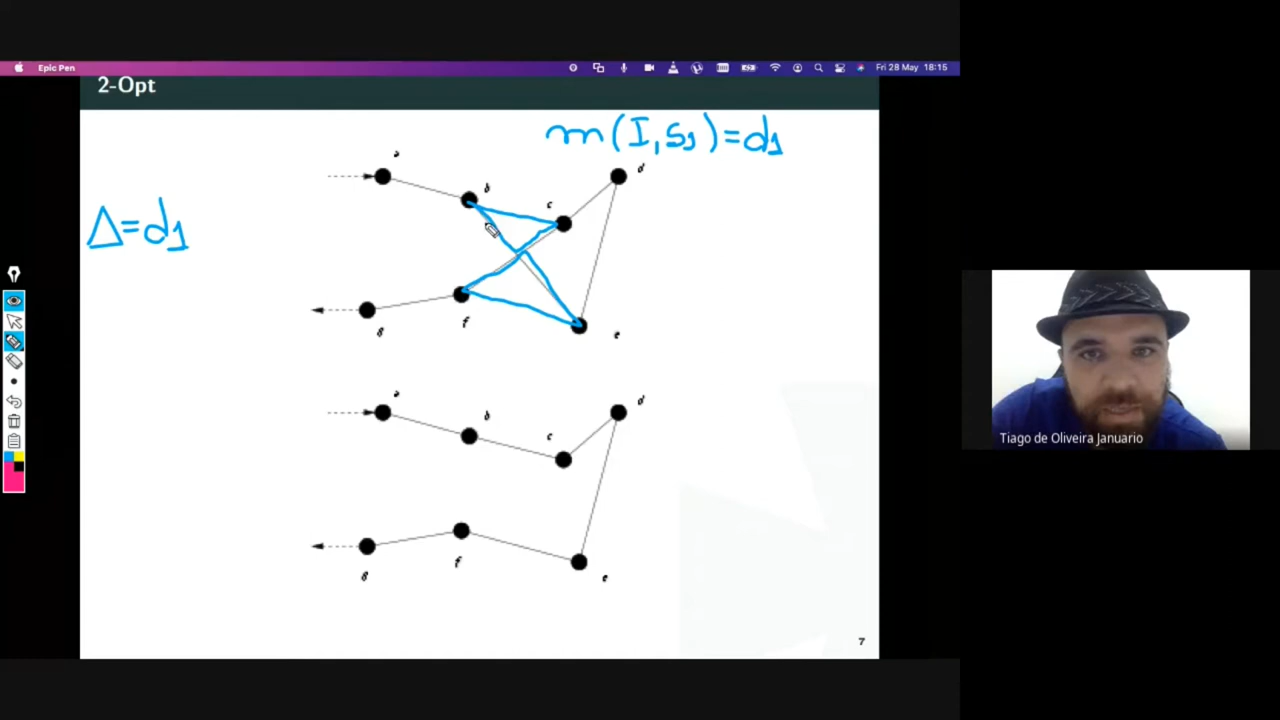 Epic Pen
Fri 28 May 18:15
2-Opt
m(I,S1)=d1
Δ=d1
a
b
c
d
e
f
g
a
b
c
d
e
f
g
7
Tiago de Oliveira Januario